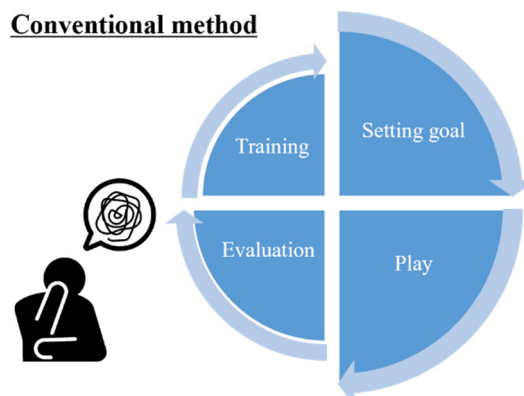 Conventional method
Training
Setting goal
Evaluation
Play